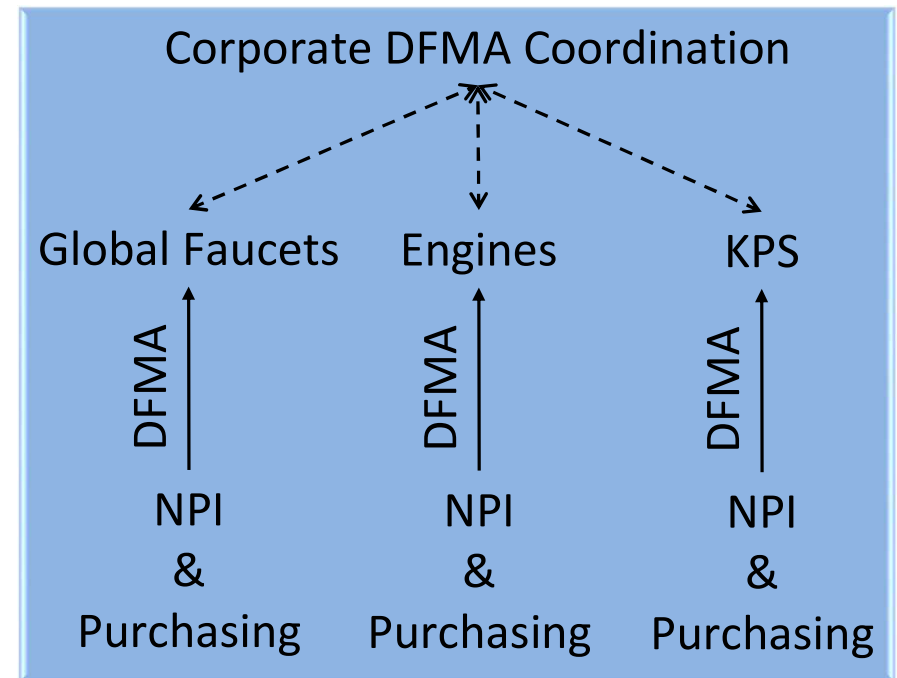 Corporate DFMA Coordination
Global Faucets
Engines
KPS
DFMA
DFMA
DFMA
NPI
&
Purchasing
NPI
&
Purchasing
NPI
&
Purchasing